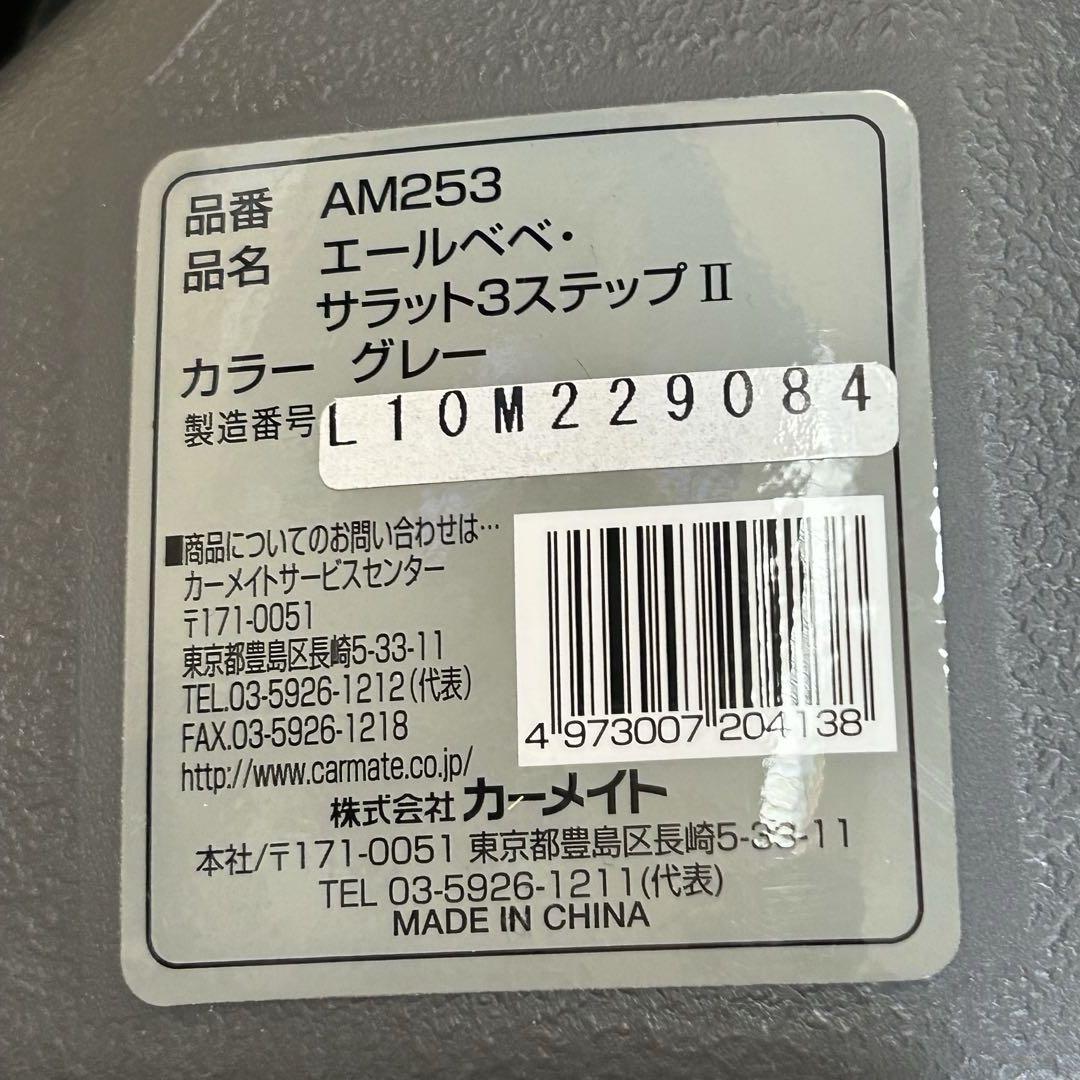 品番 AM253
品名 エールベベ・
サラット3ステップⅡ
カラー グレー
製造番号 L10M229084
■商品についてのお問い合わせは…
カーメイトサービスセンター
〒171-0051
東京都豊島区長崎5-33-11
TEL.03-5926-1212(代表)
FAX.03-5926-1218
http://www.carmate.co.jp/
4 973007 204138
株式会社 カーメイト
本社/〒171-0051 東京都豊島区長崎5-33-11
TEL 03-5926-1211(代表)
MADE IN CHINA